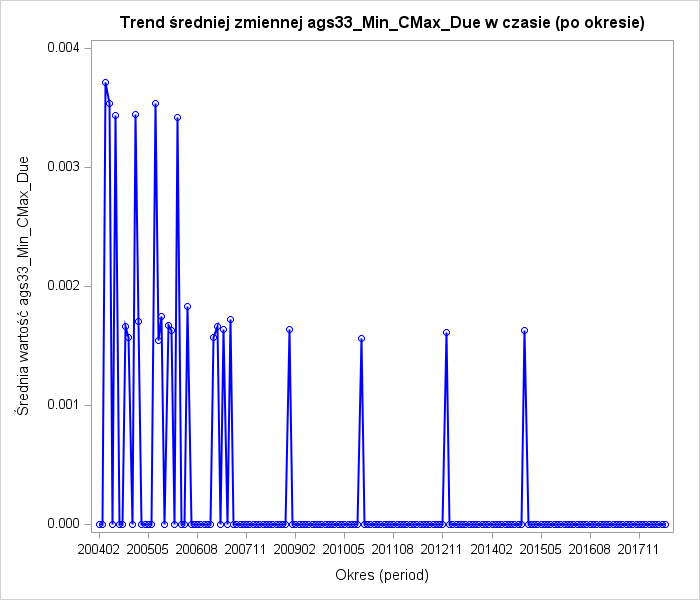 Trend średniej zmiennej ags33_Min_CMax_Due w czasie (po okresie)
0.004
0.003
0.002
0.001
0.000
Średnia wartość ags33_Min_CMax_Due
200402 200505 200608 200711 200902 201005 201108 201211 201402 201505 201608 201711
Okres (period)